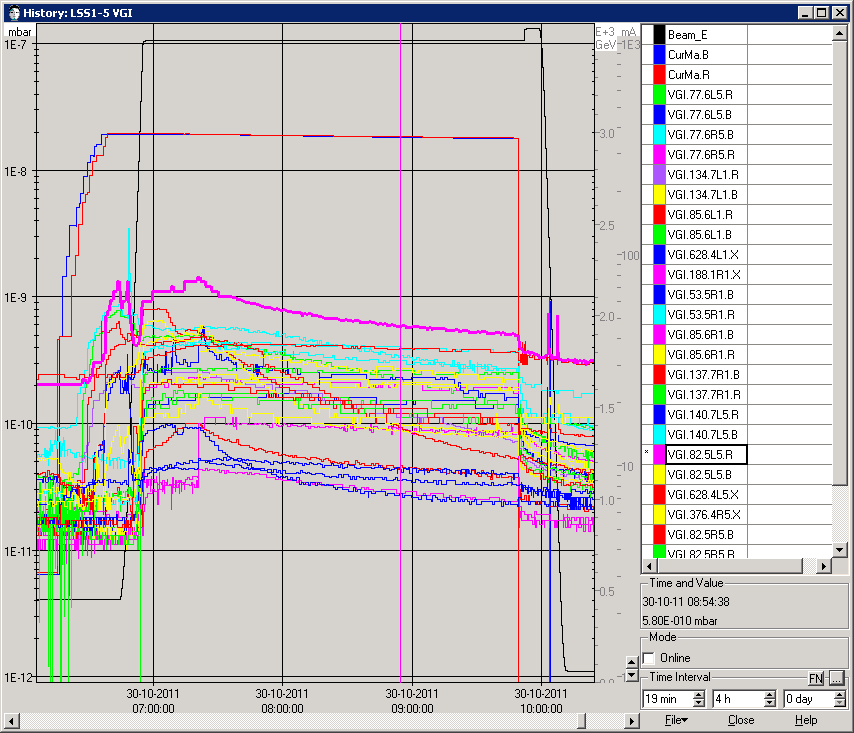 History: LSS1-5 VGI
mbar
E+3 mA
GeV
1E3
1E-7
1E-8
1E-9
1E-10
1E-11
1E-12
3.0
2.5
100
2.0
1.5
10
1.0
0.5
30-10-2011 30-10-2011 30-10-2011 30-10-2011
07:00:00 08:00:00 09:00:00 10:00:00
Beam_E
CurMa.B
CurMa.R
VGI.77.6L5.R
VGI.77.6L5.B
VGI.77.6R5.B
VGI.77.6R5.R
VGI.134.7L1.R
VGI.134.7L1.B
VGI.85.6L1.R
VGI.85.6L1.B
VGI.628.4L1.X
VGI.188.1R1.X
VGI.53.5R1.B
VGI.53.5R1.R
VGI.85.6R1.B
VGI.85.6R1.R
VGI.137.7R1.B
VGI.137.7R1.R
VGI.140.7L5.R
VGI.140.7L5.B
* VGI.82.5L5.R
VGI.82.5L5.B
VGI.628.4L5.X
VGI.376.4R5.X
VGI.82.5R5.B
VGI.82.5R5.R
Time and Value
30-10-11 08:54:38
5.80E-010 mbar
Mode
Online
Time Interval FN ...
19 min 4 h 0 day
File Close Help